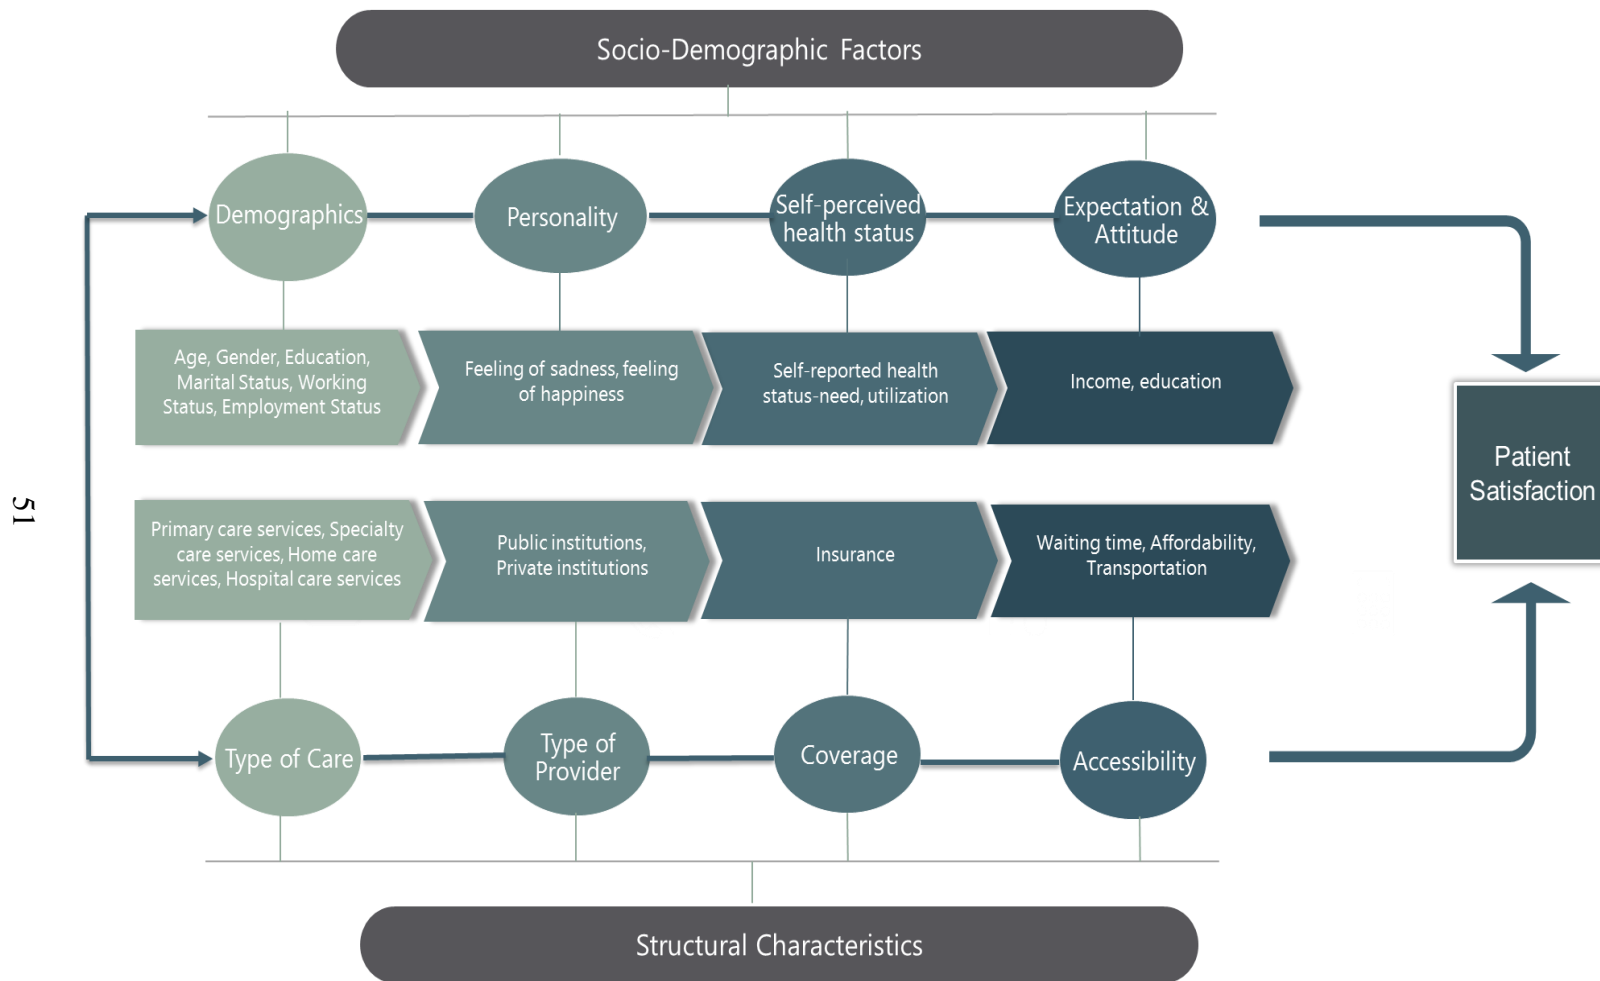 Socio-Demographic Factors
Demographics
Personality
Self-perceived
health status
Expectation &
Attitude
Age, Gender, Education,
Marital Status, Working
Status, Employment Status
Feeling of sadness, feeling
of happiness
Self-reported health
status-need, utilization
Income, education
Patient
Satisfaction
51
Primary care services, Specialty
care services, Home care
services, Hospital care services
Public institutions,
Private institutions
Insurance
Waiting time, Affordability,
Transportation
Type of Care
Type of
Provider
Coverage
Accessibility
Structural Characteristics